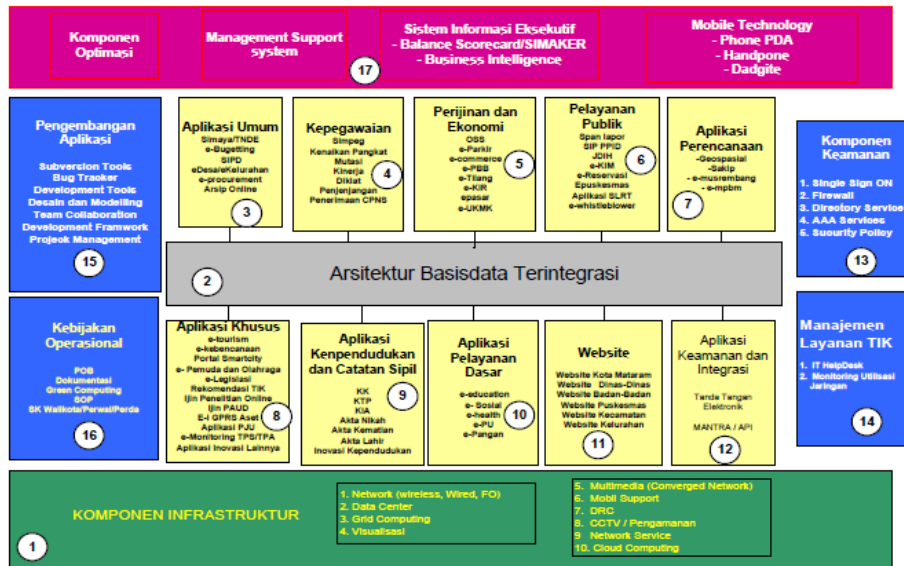 Komponen
Optimasi
Management Support
system
Sistem Informasi Eksekutif
- Balance Scorecard/SIMAKER
- Business Intelligence
Mobile Technology
- Phone PDA
- Handpone
- Dadgite
17
Pengembangan
Aplikasi
Subversion Tools
Bug Tracker
Development Tools
Desain dan Modelling
Team Collaboration
Development Framwork
Projeck Management
15
Aplikasi Umum
Simaya/TNDE
e-Bugetting
SIPD
eDesa/eKelurahan
e-procurement
Arsip Online
3
Kepegawaian
Simpeg
Kenaikan Pangkat
Mutasi
Kinerja
Diklat
Penjenjangan
Penerimaan CPNS
4
Perijinan dan
Ekonomi
OSS
e-Parkir
e-commerce
e-PBB
e-Tilang
e-KIR
epasar
e-UKMK
5
Pelayanan
Publik
Span lapor
SIP PPID
JDIH
e-KIM
e-Reservasi
Epuskesmas
Aplikasi SLRT
e-whistleblower
6
Aplikasi
Perencanaan
-Geospasial
-Sakip
- e-musrembang
- e-mpbm
7
Komponen
Keamanan
1. Single Sign ON
2. Firewall
3. Directory Service
4. AAA Services
5. Sucurity Policy
13
2
Arsitektur Basisdata Terintegrasi
Kebijakan
Operasional
POB
Dokumentasi
Green Computing
SOP
SK Walikota/Perwal/Perda
16
Aplikasi Khusus
e-tourism
e-kebencanaan
Portal Smartcity
e- Pemuda dan Olahraga
e-Legislasi
Rekomendasi TIK
Ijin Penelitian Online
Ijin PAUD
E-i GPRS Aset
Aplikasi PJU
e-Monitoring TPS/TPA
Aplikasi Inovasi Lainnya
8
Aplikasi
Kenpendudukan
dan Catatan Sipil
KK
KTP
KIA
Akta Nikah
Akta Kematian
Akta Lahir
Inovasi Kependudukan
9
Aplikasi
Pelayanan
Dasar
e-education
e- Sosial
e-health
e-PU
e-Pangan
10
Website
Website Kota Mataram
Website Dinas-Dinas
Website Badan-Badan
Website Puskesmas
Website Kecamatan
Website Kelurahan
11
Aplikasi
Keamanan dan
Integrasi
Tanda Tangan
Elektronik
MANTRA / API
12
Manajemen
Layanan TIK
1. IT HelpDesk
2. Monitoring Utilisasi
Jaringan
14
KOMPONEN INFRASTRUKTUR
1
1. Network (wireless, Wired, FO)
2. Data Center
3. Grid Computing
4. Visualisasi
5. Multimedia (Converged Network)
6. Mobil Support
7. DRC
8. CCTV / Pengamanan
9 Network Service
10. Cloud Computing